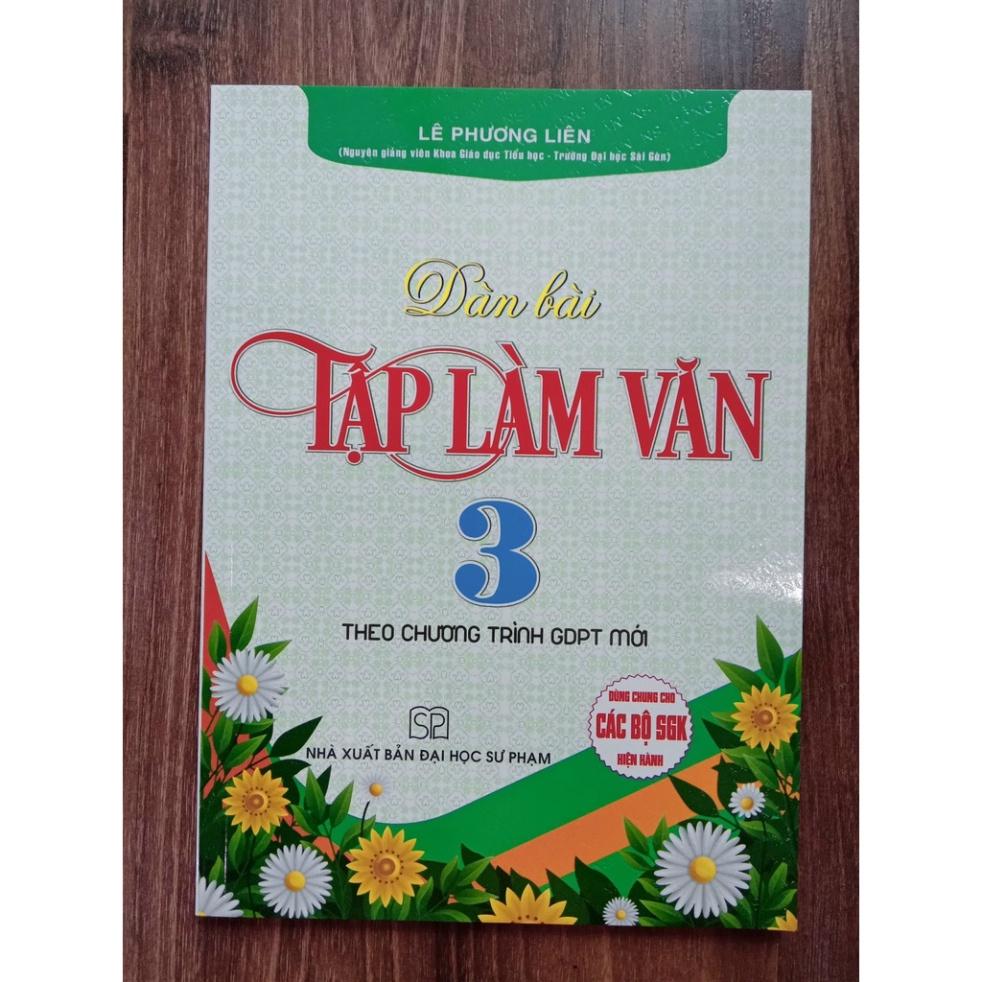 LÊ PHƯƠNG LIÊN
(Nguyên giảng viên Khoa Giáo dục Tiểu học - Trường Đại học Sài Gòn)
Dàn bài
TẬP LÀM VĂN
3
THEO CHƯƠNG TRÌNH GDPT MỚI
DÙNG CHUNG CHO
CÁC BỘ SGK
HIỆN HÀNH
SP
NHÀ XUẤT BẢN ĐẠI HỌC SƯ PHẠM